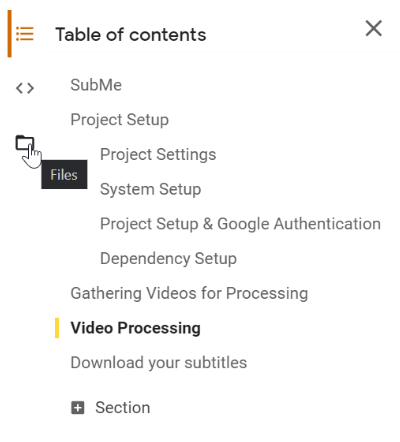 Table of contents
SubMe
Project Setup
Project Settings
Files
System Setup
Project Setup & Google Authentication
Dependency Setup
Gathering Videos for Processing
Video Processing
Download your subtitles
Section